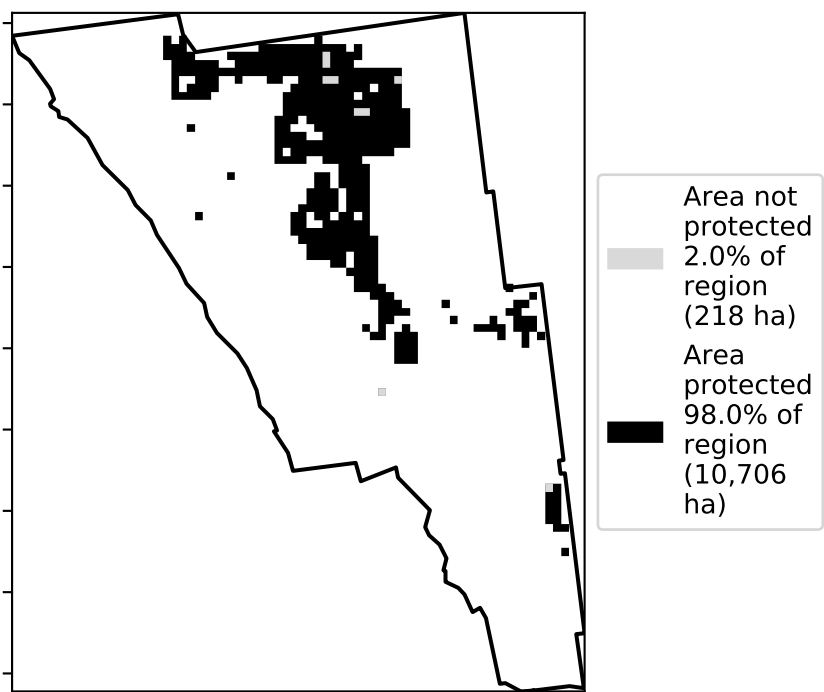 Area not
protected
2.0% of
region
(218 ha)
Area
protected
98.0% of
region
(10,706
ha)